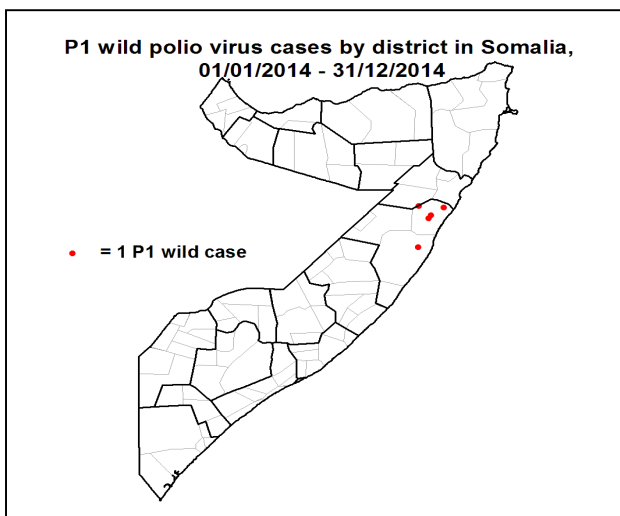 P1 wild polio virus cases by district in Somalia,
01/01/2014 - 31/12/2014
= 1 P1 wild case